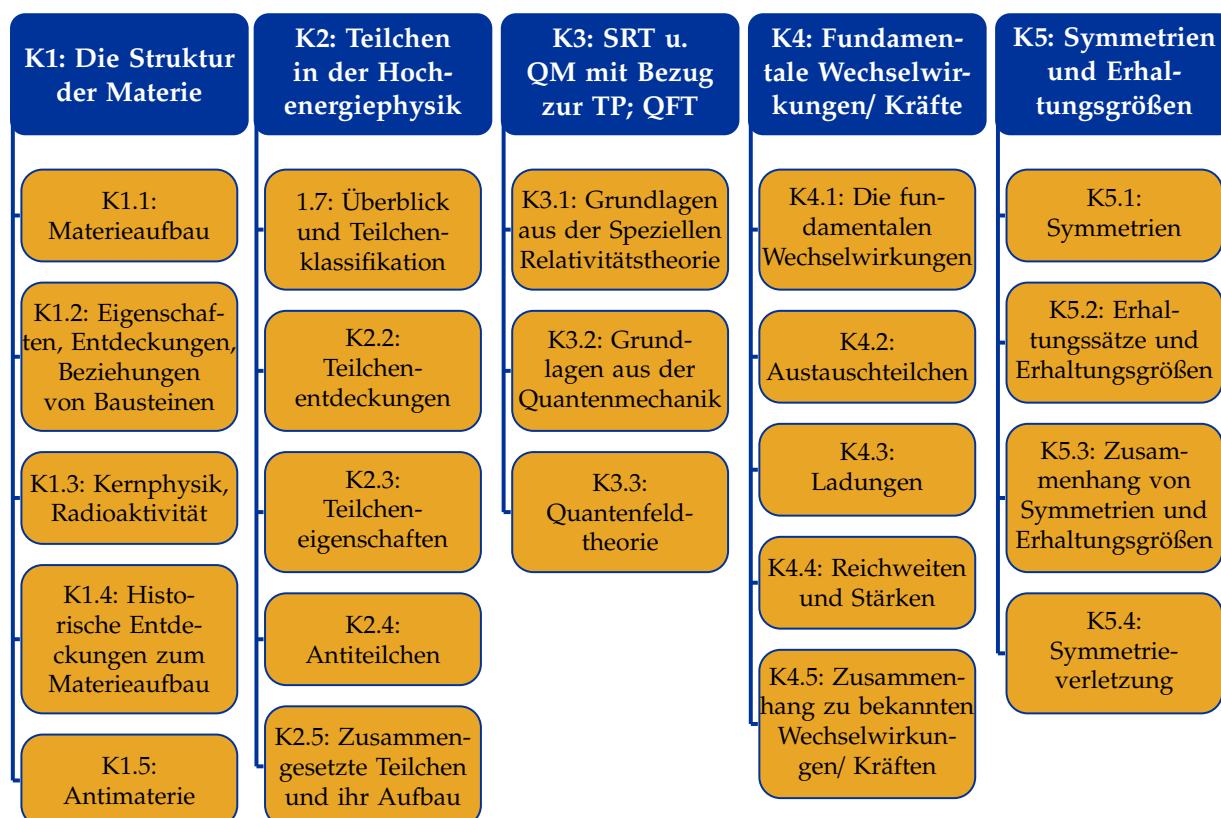 K1: Die Struktur
der Materie
K1.1:
Materieaufbau
K1.2: Eigenschaf-
ten, Entdeckungen,
Beziehungen
von Bausteinen
K1.3: Kernphysik,
Radioaktivität
K1.4: Histo-
rische Entde-
ckungen zum
Materieaufbau
K1.5:
Antimaterie
K2: Teilchen
in der Hoch-
energiephysik
1.7: Überblick
und Teilchen-
klassifikation
K2.2:
Teilchen-
entdeckungen
K2.3:
Teilchen-
eigenschaften
K2.4:
Antiteilchen
K2.5: Zusammen-
gesetzte Teilchen
und ihr Aufbau
K3: SRT u.
QM mit Bezug
zur TP; QFT
K3.1: Grundlagen
aus der Speziellen
Relativitätstheorie
K3.2: Grund-
lagen aus der
Quantenmechanik
K3.3:
Quantenfeld-
theorie
K4: Fundamen-
tale Wechselwir-
kungen/ Kräfte
K4.1: Die fun-
damentalen
Wechselwirkungen
K4.2
Austauschteilchen
K4.3:
Ladungen
K4.4: Reichweiten
und Stärken
K4.5: Zusammen-
hang zu bekannten
Wechselwirkun-
gen/ Kräften
K5: Symmetrien
und Erhal-
tungsgrößen
K5.1:
Symmetrien
K5.2: Erhal-
tungssätze und
Erhaltungsgrößen
K5.3: Zusam-
menhang von
Symmetrien und
Erhaltungsgrößen
K5.4:
Symmetrie-
verletzung